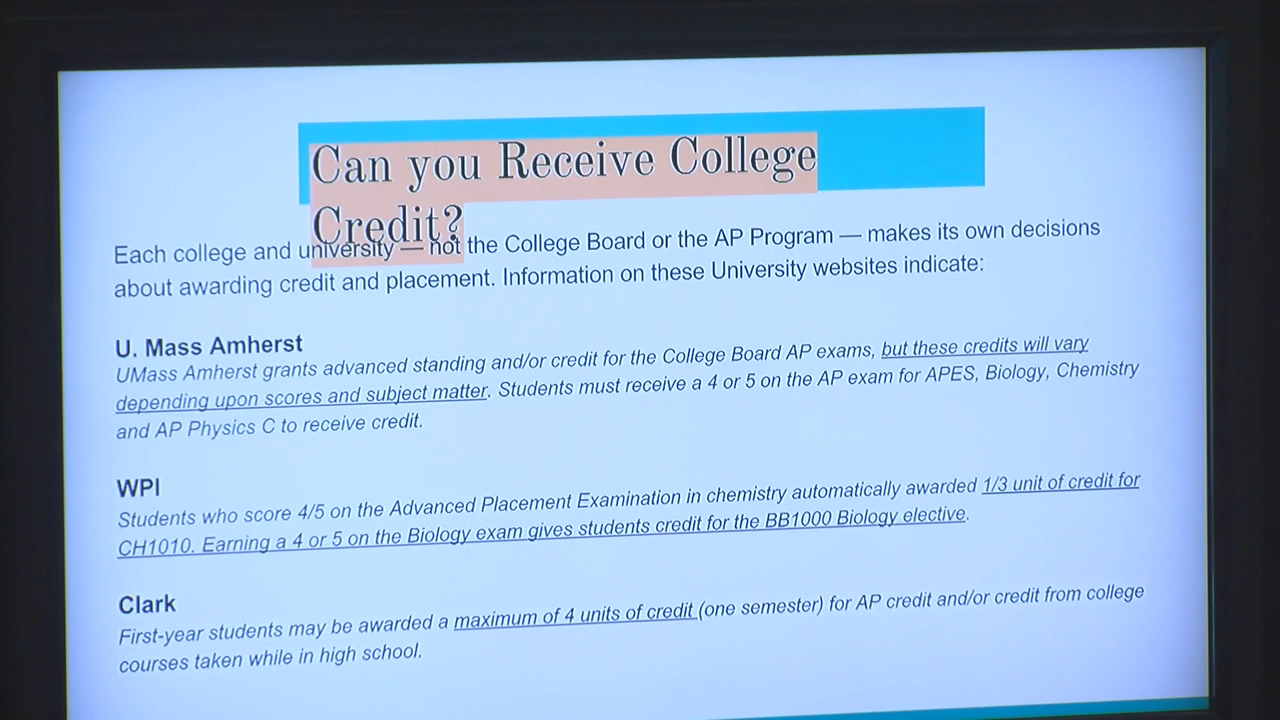 Can you Receive College
Credit?
Each college and university — not the College Board or the AP Program — makes its own decisions
about awarding credit and placement. Information on these University websites indicate:
U. Mass Amherst
UMass Amherst grants advanced standing and/or credit for the College Board AP exams, but these credits will vary
depending upon scores and subject matter. Students must receive a 4 or 5 on the AP exam for APES, Biology, Chemistry
and AP Physics C to receive credit.
WPI
Students who score 4/5 on the Advanced Placement Examination in chemistry automatically awarded 1/3 unit of credit for
CH1010. Earning a 4 or 5 on the Biology exam gives students credit for the BB1000 Biology elective.
Clark
First-year students may be awarded a maximum of 4 units of credit (one semester) for AP credit and/or credit from college
courses taken while in high school.